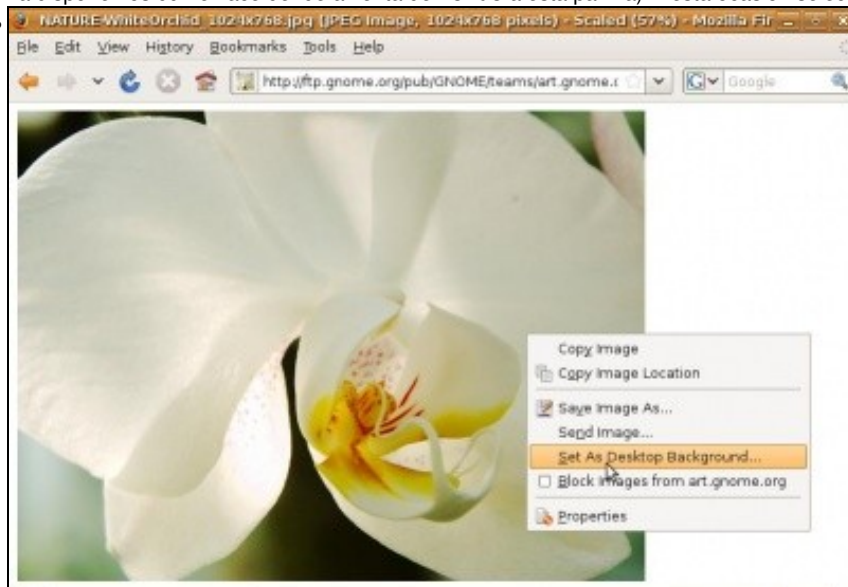 NATURE-WhiteOrchid_1024x768.jpg (JPEG Image, 1024x768 pixels) - Scaled (57%) - Mozilla Fir
File Edit View History Bookmarks Tools Help
http://ftp.gnome.org/pub/GNOME/teams/art.gnome.c
Google
Copy Image
Copy Image Location
Save Image As...
Send Image...
Set As Desktop Background...
Block Images from art.gnome.org
Properties